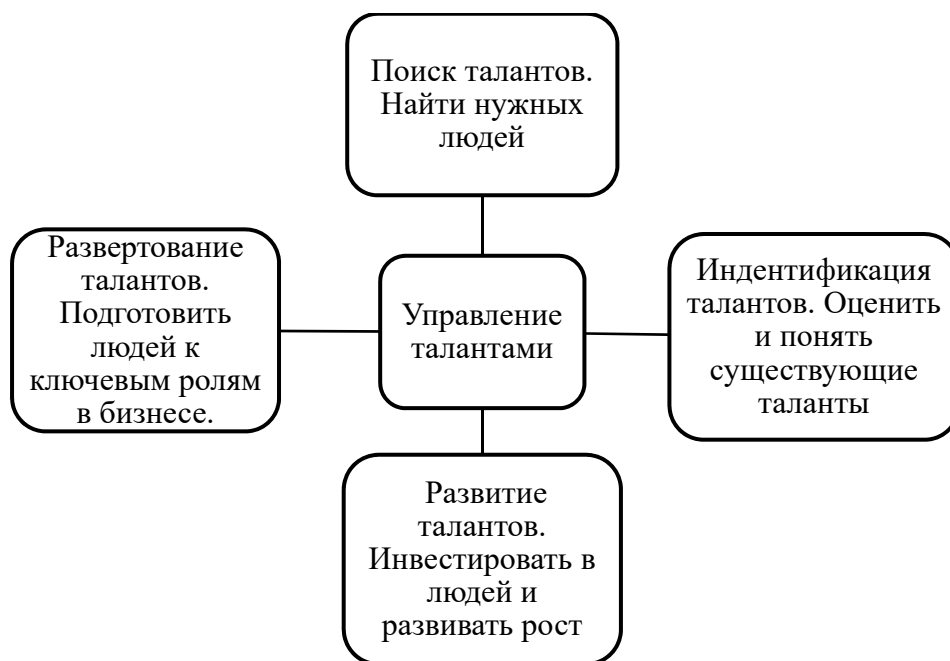 Поиск талантов.
Найти нужных
людей
Развертование
талантов.
Подготовить
людей к
ключевым ролям
в бизнесе.
Управление
талантами
Индентификация
талантов. Оценить
и понять
существующие
таланты
Развитие
талантов.
Инвестировать в
людей и
развивать рост